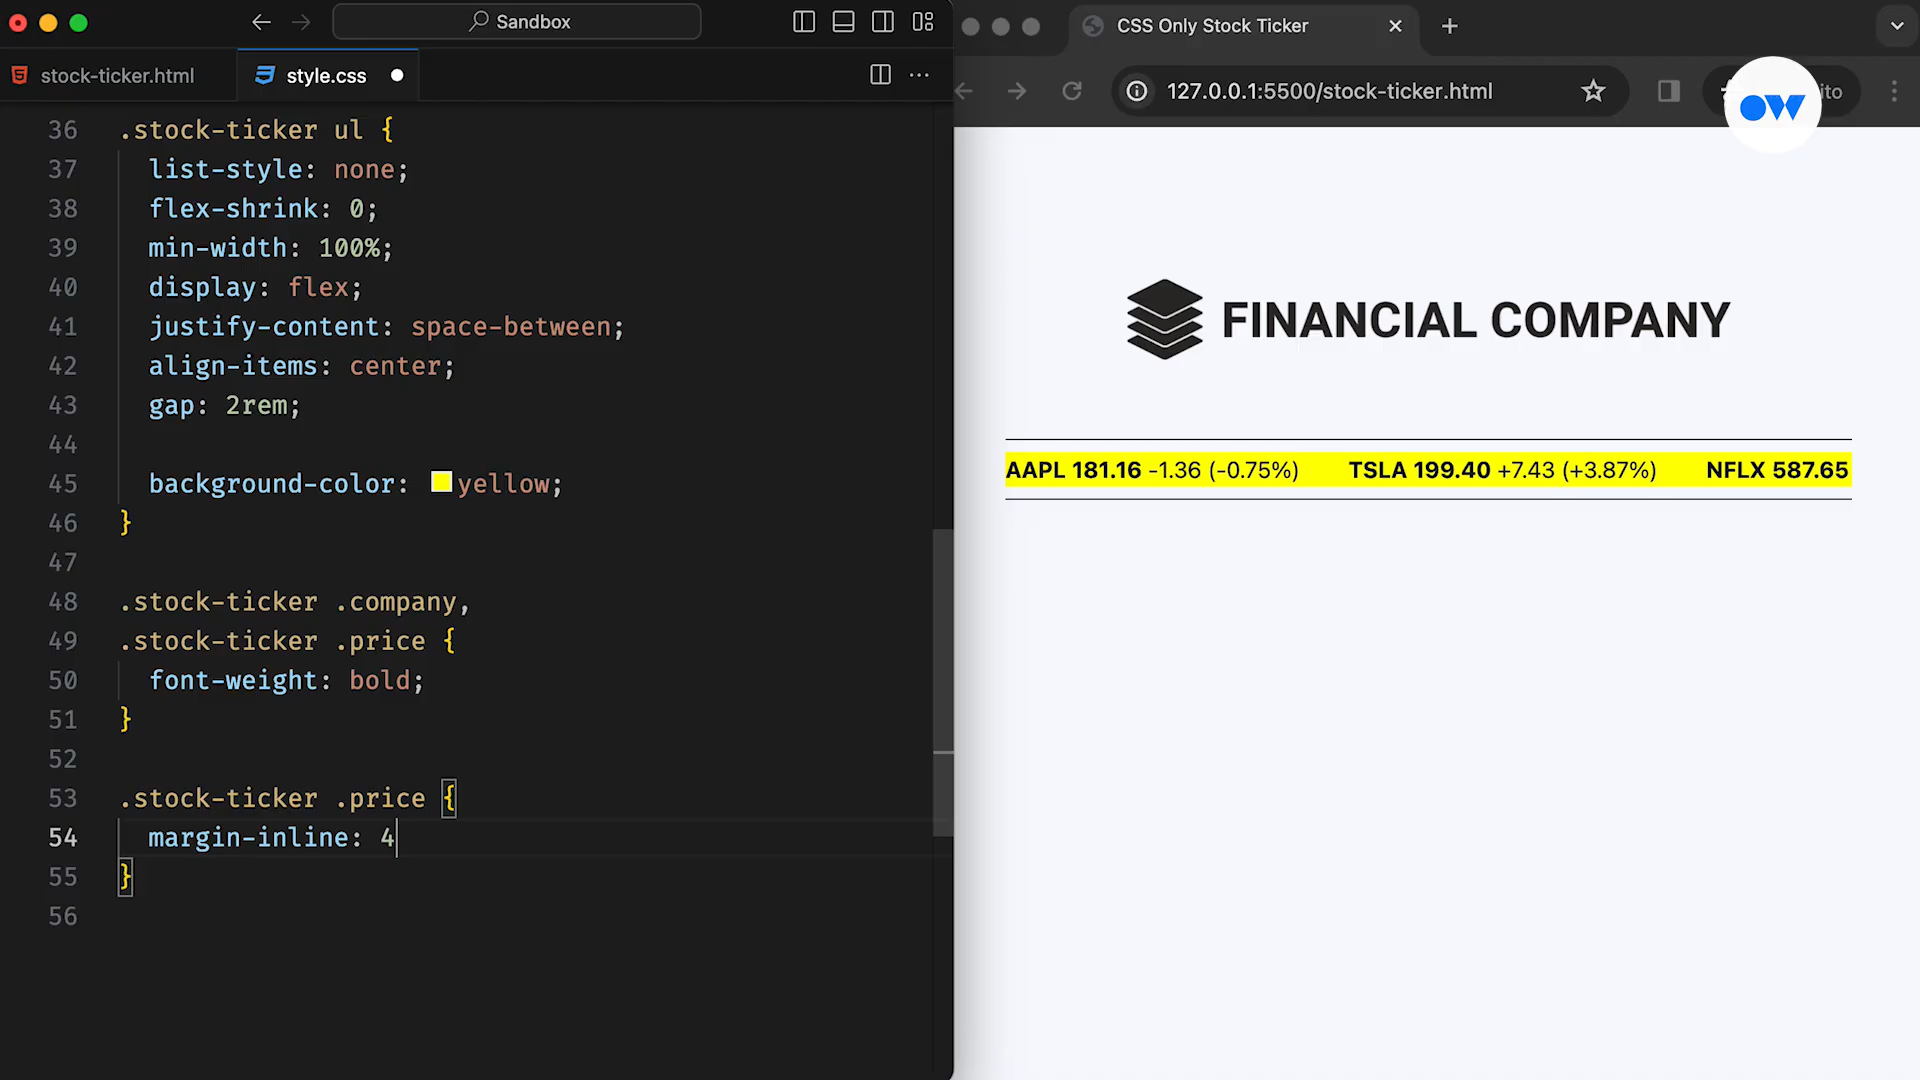 Sandbox
stock-ticker.html
style.css
36 .stock-ticker ul {
37 list-style: none;
38 flex-shrink: 0;
39 min-width: 100%;
40 display: flex;
41 justify-content: space-between;
42 align-items: center;
43 gap: 2rem;
44
45 background-color: yellow;
46 }
47
48 .stock-ticker .company,
49 .stock-ticker .price {
50 font-weight: bold;
51 }
52
53 .stock-ticker .price {
54 margin-inline: 4
55 }
56
CSS Only Stock Ticker
127.0.0.1:5500/stock-ticker.html
OW
FINANCIAL COMPANY
AAPL 181.16 -1.36 (-0.75%) TSLA 199.40 +7.43 (+3.87%) NFLX 587.65